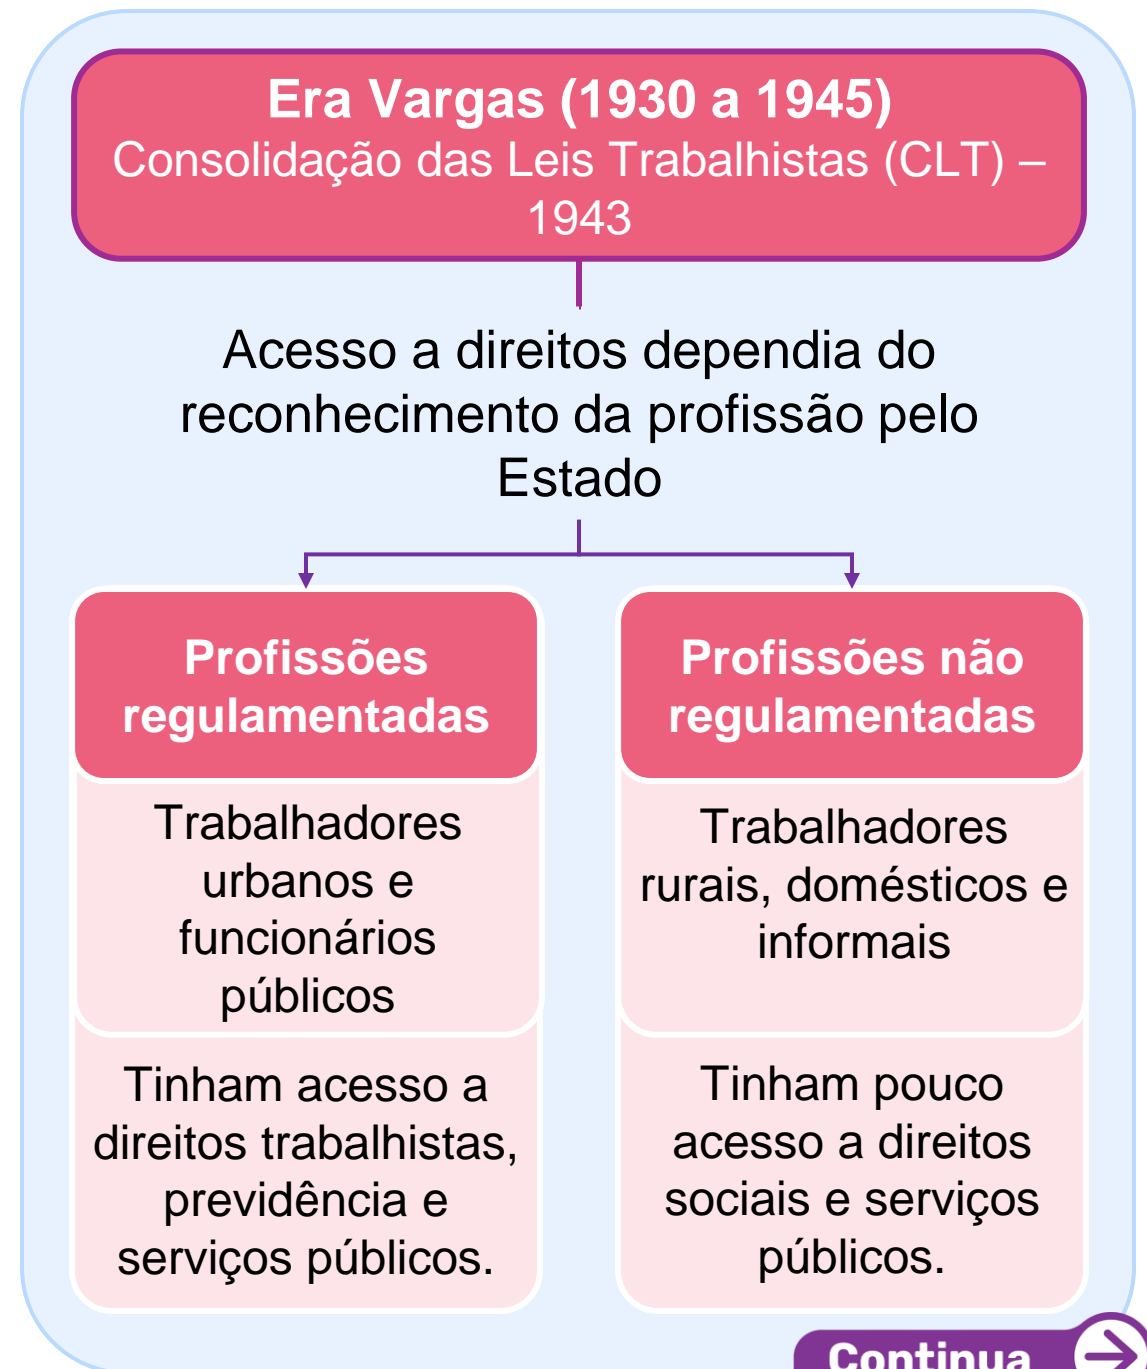 Era Vargas (1930 a 1945)
Consolidação das Leis Trabalhistas (CLT) –
1943
Acesso a direitos dependia do
reconhecimento da profissão pelo
Estado
Profissões
regulamentadas
Trabalhadores
urbanos e
funcionários
públicos
Tinham acesso a
direitos trabalhistas,
previdência e
serviços públicos.
Profissões não
regulamentadas
Trabalhadores
rurais, domésticos e
informais
Tinham pouco
acesso a direitos
sociais e serviços
públicos.
Continua